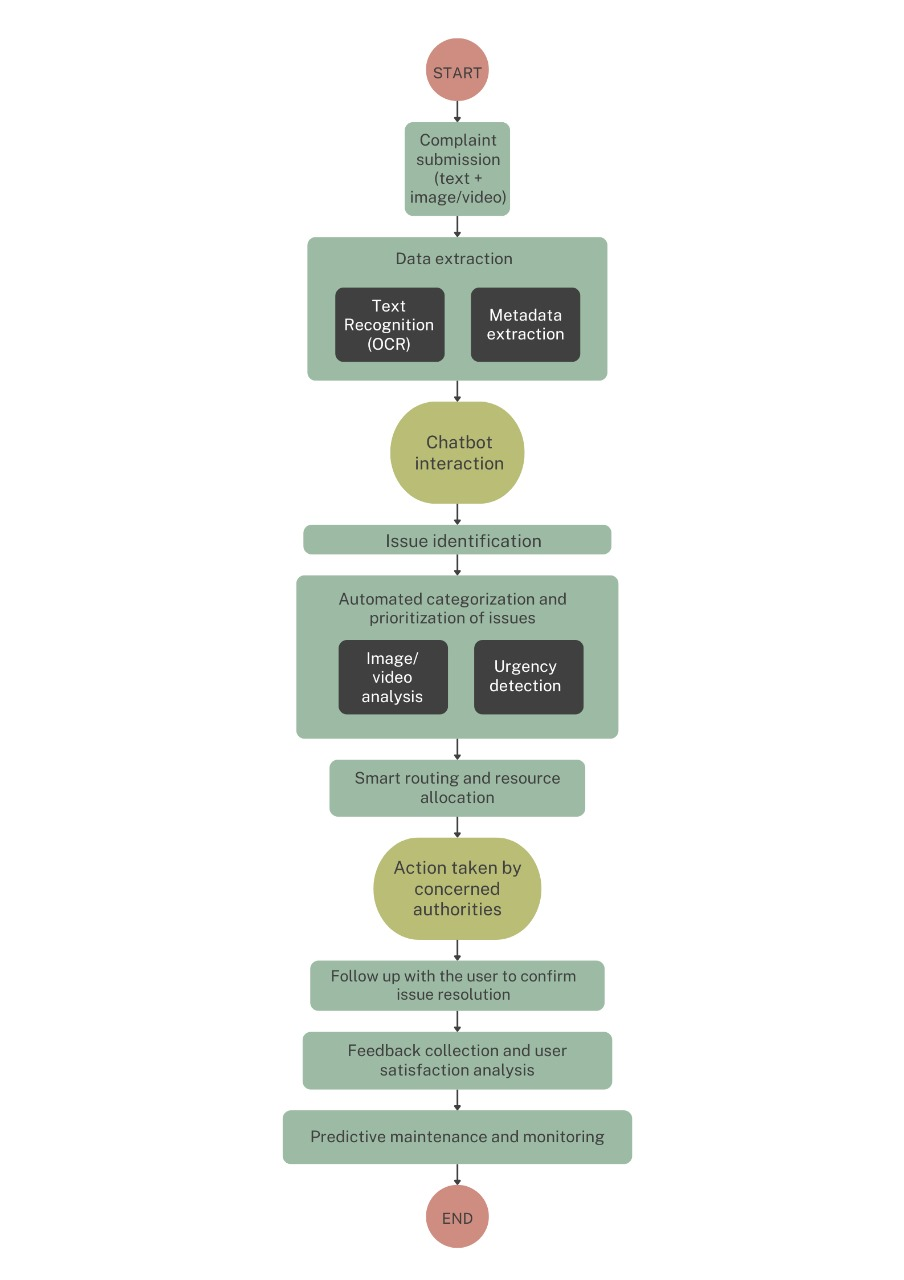 START
Complaint
submission
(text +
image/video)
Data extraction
Text
Recognition
(OCR)
Metadata
extraction
Chatbot
interaction
Issue identification
Automated categorization and
prioritization of issues
Image/
video
analysis
Urgency
detection
Smart routing and resource
allocation
Action taken by
concerned
authorities
Follow up with the user to confirm
issue resolution
Feedback collection and user
satisfaction analysis
Predictive maintenance and monitoring
END